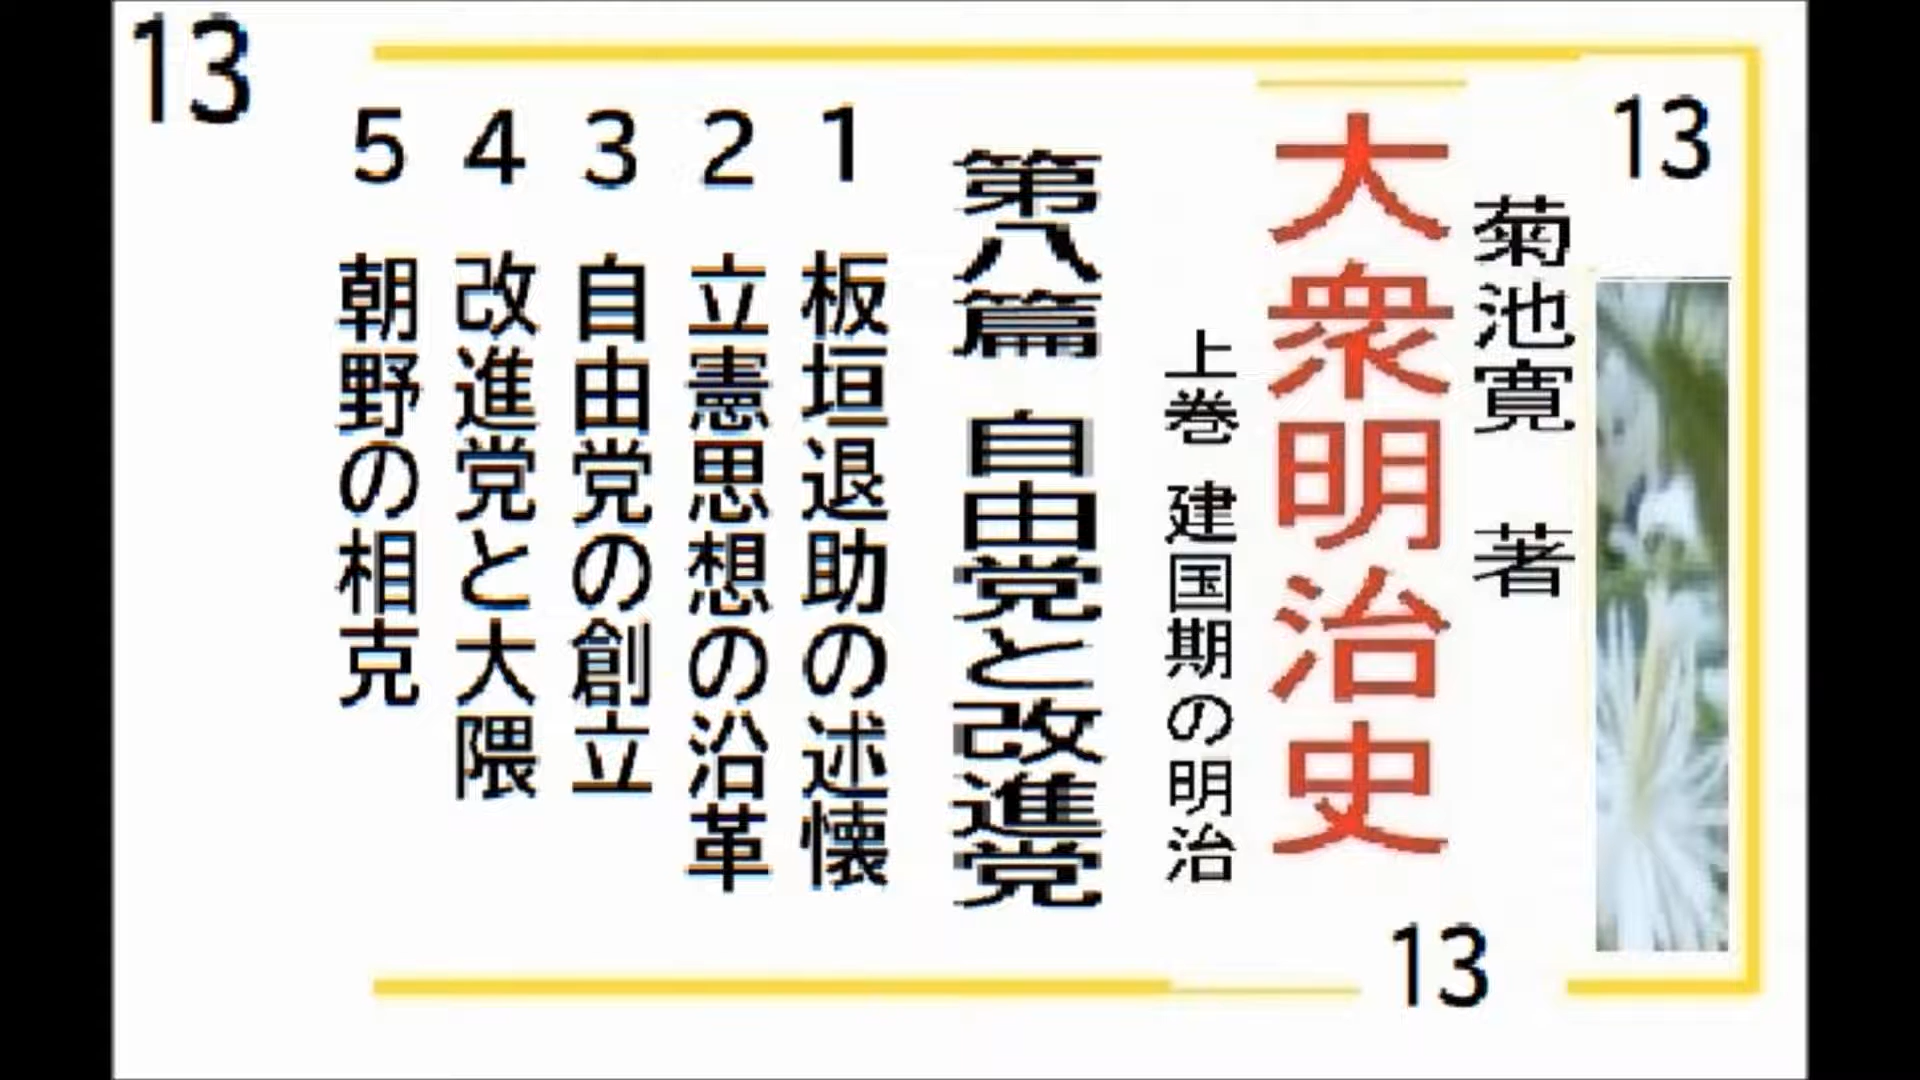 13
13
菊池寛 著
大衆明治史
上巻 建国期の明治
第八篇 自由党と改進党
1 板垣退助の述懐
2 立憲思想の沿革
3 自由党の創立
4 改進党と大隈
5 朝野の相克
13